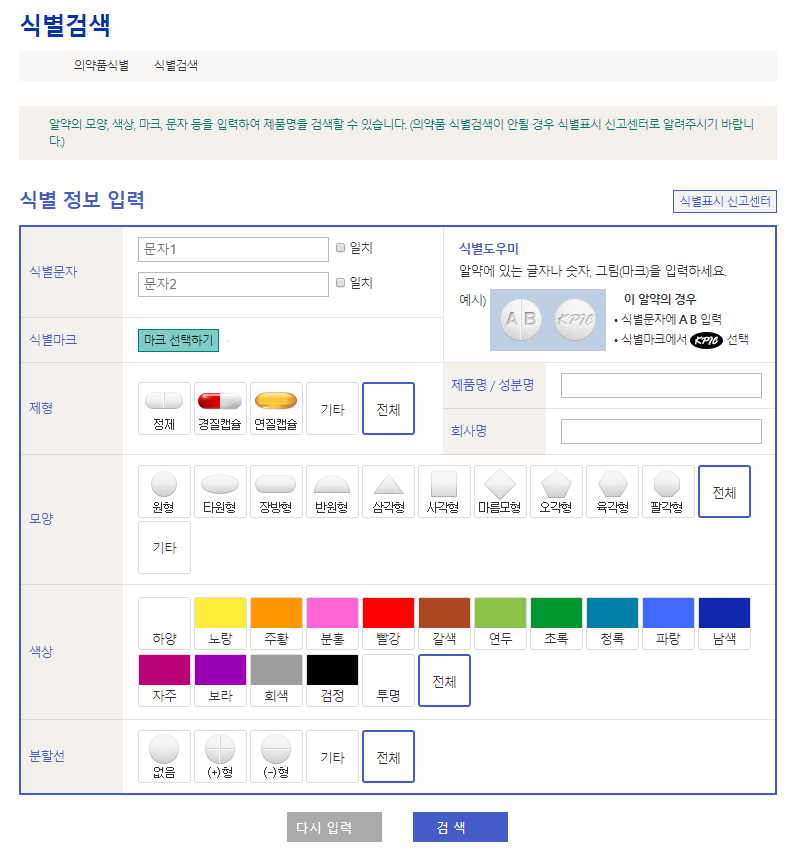 식별검색
의약품식별 식별검색
알약의 모양, 색상, 마크, 문자 등을 입력하여 제품명을 검색할 수 있습니다. (의약품 식별검색이 안될 경우 식별표시 신고센터로 알려주시기 바랍니
다.)
식별 정보 입력
식별표시 신고센터
식별문자
문자1
일치
문자2
일치
식별도우미
알약에 있는 글자나 숫자, 그림(마크)을 입력하세요.
예시)
A B
KPIC
이 알약의 경우
• 식별문자에 A B 입력
• 식별마크에서 KPIC 선택
식별마크
마크 선택하기
제형
정제 경질캡슐 연질캡슐 기타 전체
제품명 / 성분명
회사명
모양
원형 타원형 장방형 반원형 삼각형 사각형 마름모형 오각형 육각형 팔각형 전체
기타
색상
하양 노랑 주황 분홍 빨강 갈색 연두 초록 청록 파랑 남색
자주 보라 회색 검정 투명 전체
분할선
없음 (+)형 (-)형 기타 전체
다시 입력 검 색